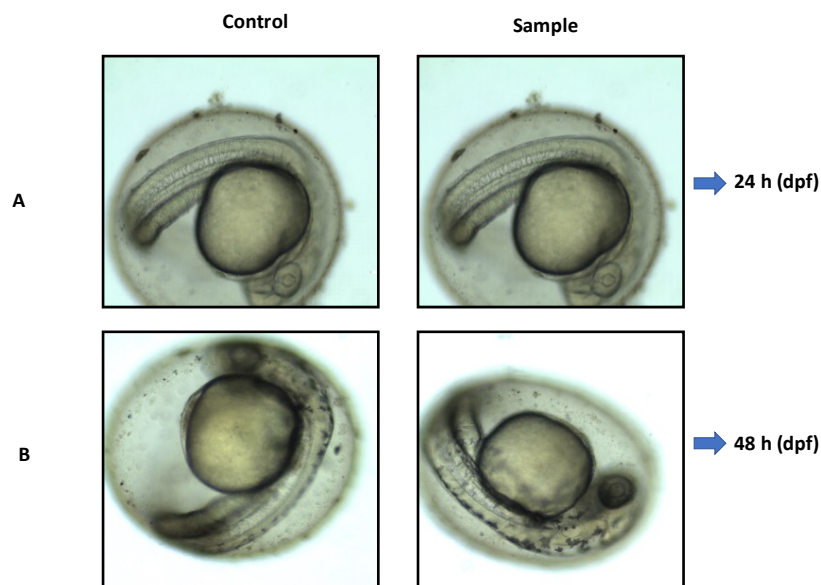 Control
Sample
A
24 h (dpf)
B
48 h (dpf)